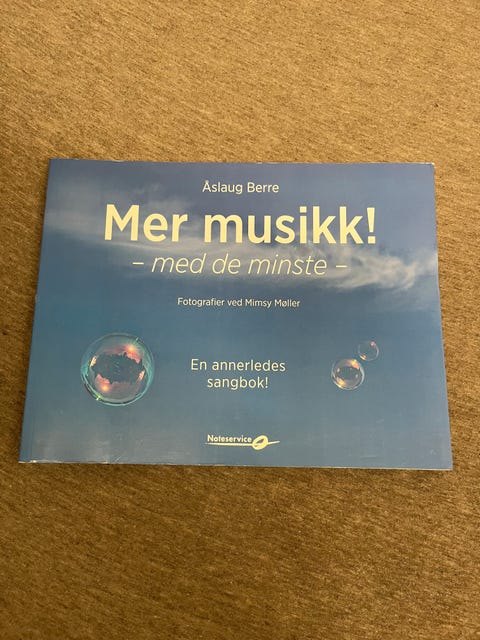 Åslaug Berre
Mer musikk!
– med de minste –
Fotografier ved Mimsy Møller
En annerledes
sangbok!
Noteservice